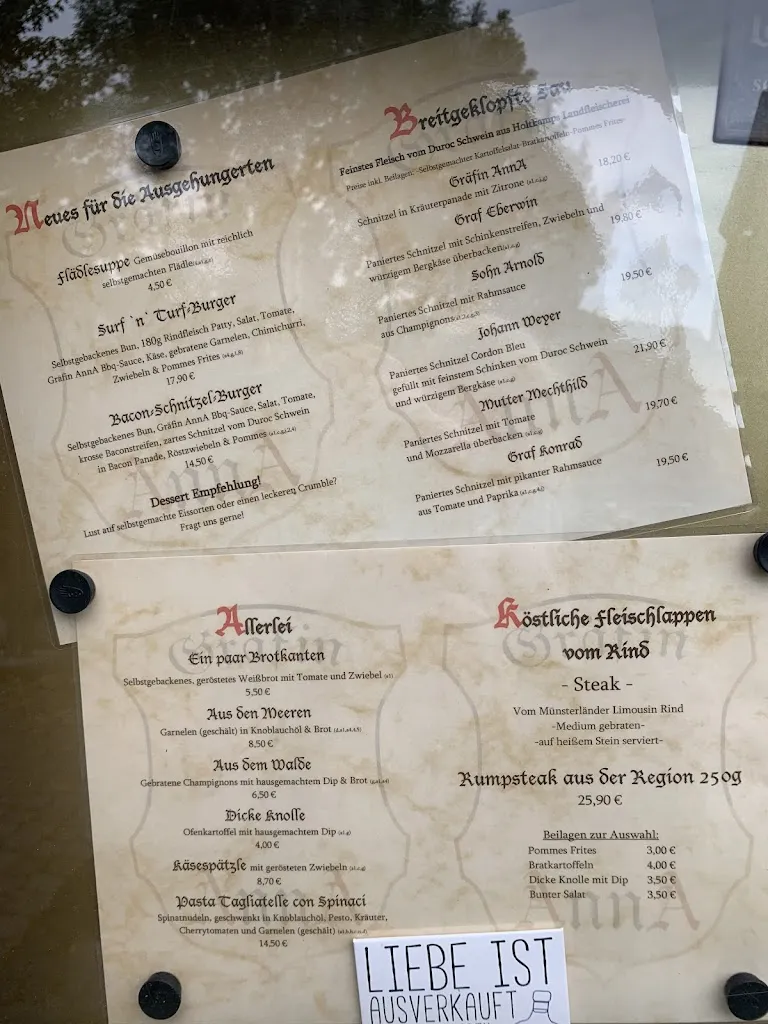 Neues für die Ausgehungerten
Flädlesuppe Gemüsebouillon mit reichlich
selbstgemachten Flädle
4,50 €
Surf `n` Turf-Burger
Selbstgebackenes Bun, 180g Rindfleisch Patty, Salat, Tomate,
Gräfin AnnA Bbq-Sauce, Käse, gebratene Garnelen, Chimichurri,
Zwiebeln & Pommes Frites
17,90 €
Bacon-Schnitzel-Burger
Selbstgebackenes Bun, Gräfin AnnA Bbq-Sauce, Salat, Tomate,
krosse Baconstreifen, zartes Schnitzel vom Duroc Schwein
in Bacon Panade, Röstzwiebeln & Pommes
14,50 €
Dessert Empfehlung!
Lust auf selbstgemachte Eissorten oder einen leckeren Crumble?
Fragt uns gerne!
Breitgeklopfte Sau
Feinstes Fleisch vom Duroc Schwein aus Holtkamps Landfleischerei
Preise inkl. Beilagen: -Selbstgemachter Kartoffelsalat-Bratkartoffeln-Pommes Frites-
Gräfin AnnA 18,20 €
Schnitzel in Kräuterpanade mit Zitrone
Graf Eberwin 19,80 €
Paniertes Schnitzel mit Schinkenstreifen, Zwiebeln und
würzigem Bergkäse überbacken
Sohn Arnold 19,50 €
Paniertes Schnitzel mit Rahmsauce
aus Champignons
Johann Weyer 21,90 €
Paniertes Schnitzel Cordon Bleu
gefüllt mit feinstem Schinken vom Duroc Schwein
und würzigem Bergkäse
Mutter Mechthild 19,70 €
Paniertes Schnitzel mit Tomate
und Mozzarella überbacken
Graf Konrad 19,50 €
Paniertes Schnitzel mit pikanter Rahmsauce
aus Tomate und Paprika
Allerlei
Ein paar Brotkanten
Selbstgebackenes, geröstetes Weißbrot mit Tomate und Zwiebel
5,50 €
Aus den Meeren
Garnelen (geschält) in Knoblauchöl & Brot
8,50 €
Aus dem Walde
Gebratene Champignons mit hausgemachtem Dip & Brot
6,50 €
Dicke Knolle
Ofenkartoffel mit hausgemachtem Dip
4,00 €
Käsespätzle mit gerösteten Zwiebeln
8,70 €
Pasta Tagliatelle con Spinaci
Spinatnudeln, geschwenkt in Knoblauchöl, Pesto, Kräuter,
Cherrytomaten und Garnelen (geschält)
14,50 €
Köstliche Fleischlappen
vom Rind
- Steak -
Vom Münsterländer Limousin Rind
-Medium gebraten-
-auf heißem Stein serviert-
Rumpsteak aus der Region 250g
25,90 €
Beilagen zur Auswahl:
Pommes Frites 3,00 €
Bratkartoffeln 4,00 €
Dicke Knolle mit Dip 3,50 €
Bunter Salat 3,50 €
LIEBE IST
AUSVERKAUFT